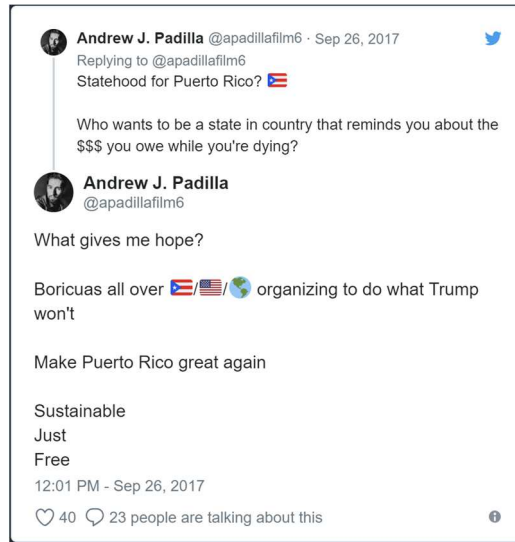 Andrew J. Padilla @apadillafilm6 · Sep 26, 2017
Replying to @apadillafilm6
Statehood for Puerto Rico? 🇵🇷
Who wants to be a state in country that reminds you about the
$$$ you owe while you're dying?
Andrew J. Padilla
@apadillafilm6
What gives me hope?
Boricuas all over 🇵🇷/🇺🇸/🌎 organizing to do what Trump
won't
Make Puerto Rico great again
Sustainable
Just
Free
12:01 PM - Sep 26, 2017
40 23 people are talking about this